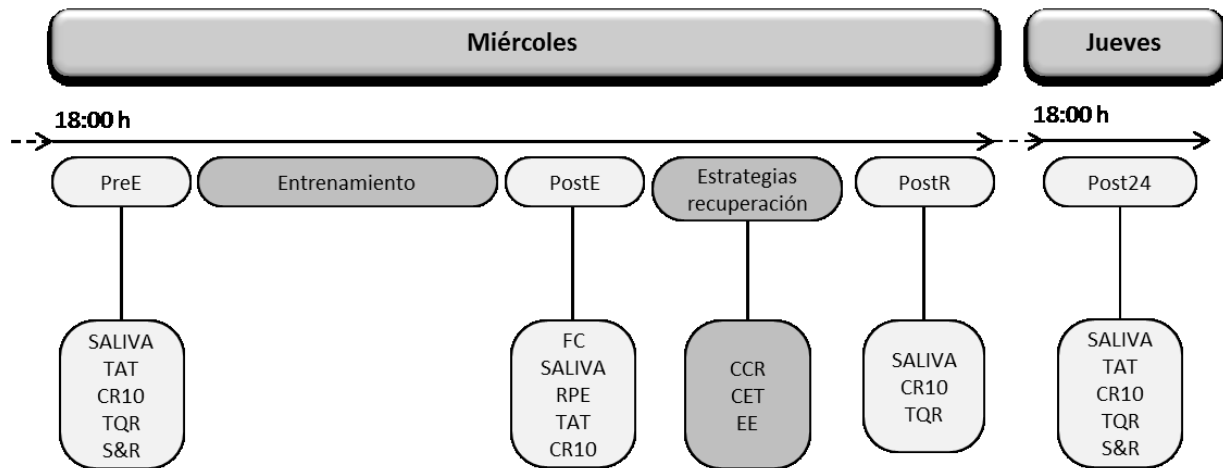 Miércoles
Jueves
18:00 h
18:00 h
PreE
Entrenamiento
PostE
Estrategias
recuperación
PostR
Post24
SALIVA
TAT
CR10
TQR
S&R
FC
SALIVA
RPE
TAT
CR10
CCR
CET
EE
SALIVA
CR10
TQR
SALIVA
TAT
CR10
TQR
S&R